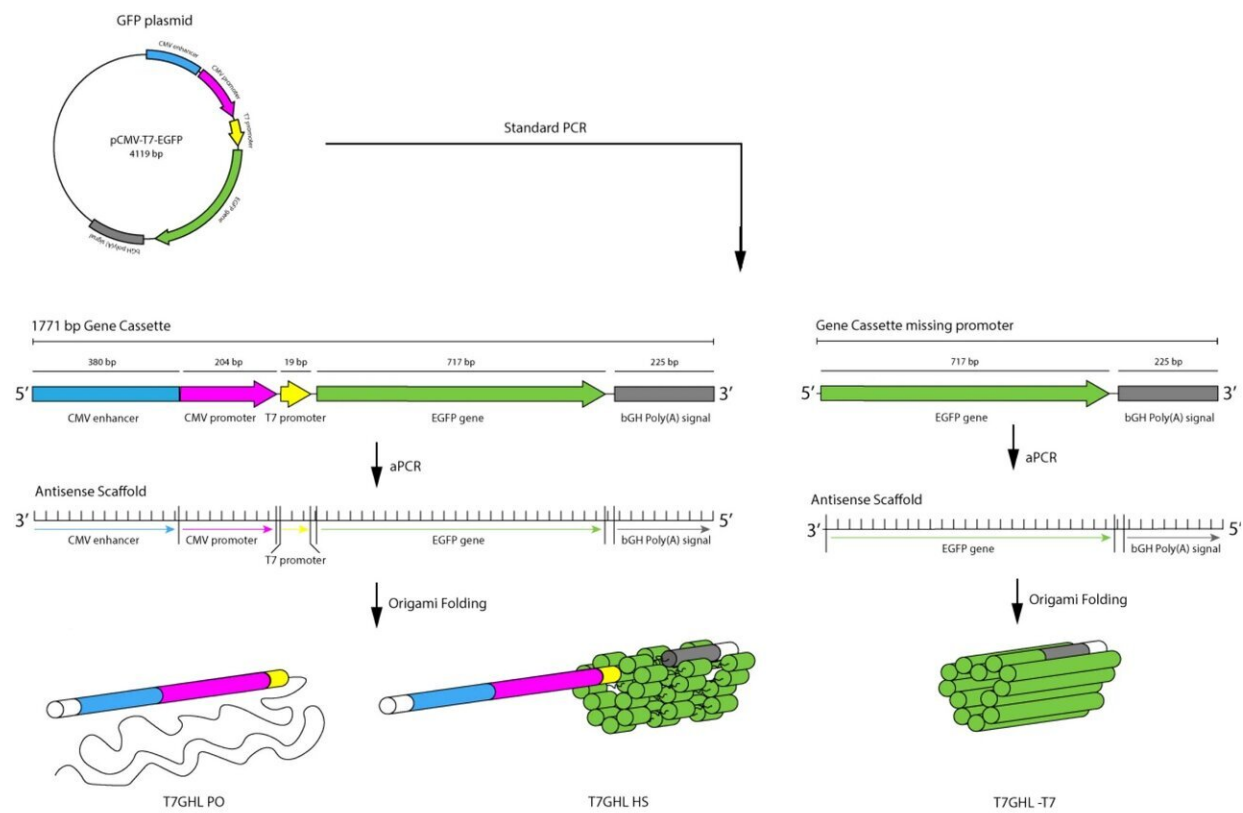 GFP plasmid
CMV enhancer
CMV promoter
T7 promoter
pCMV-T7-EGFP
4119 bp
EGFP gene
bGH poly(A) signal
Standard PCR
1771 bp Gene Cassette
Gene Cassette missing promoter
380 bp 204 bp 19 bp 717 bp 225 bp
717 bp 225 bp
5′ 3′
5′ 3′
CMV enhancer CMV promoter T7 promoter EGFP gene bGH Poly(A) signal
EGFP gene bGH Poly(A) signal
aPCR
aPCR
Antisense Scaffold
Antisense Scaffold
3′ 5′
3′ 5′
CMV enhancer CMV promoter EGFP gene bGH Poly(A) signal
T7 promoter
EGFP gene bGH Poly(A) signal
Origami Folding
Origami Folding
T7GHL PO
T7GHL HS
T7GHL -T7